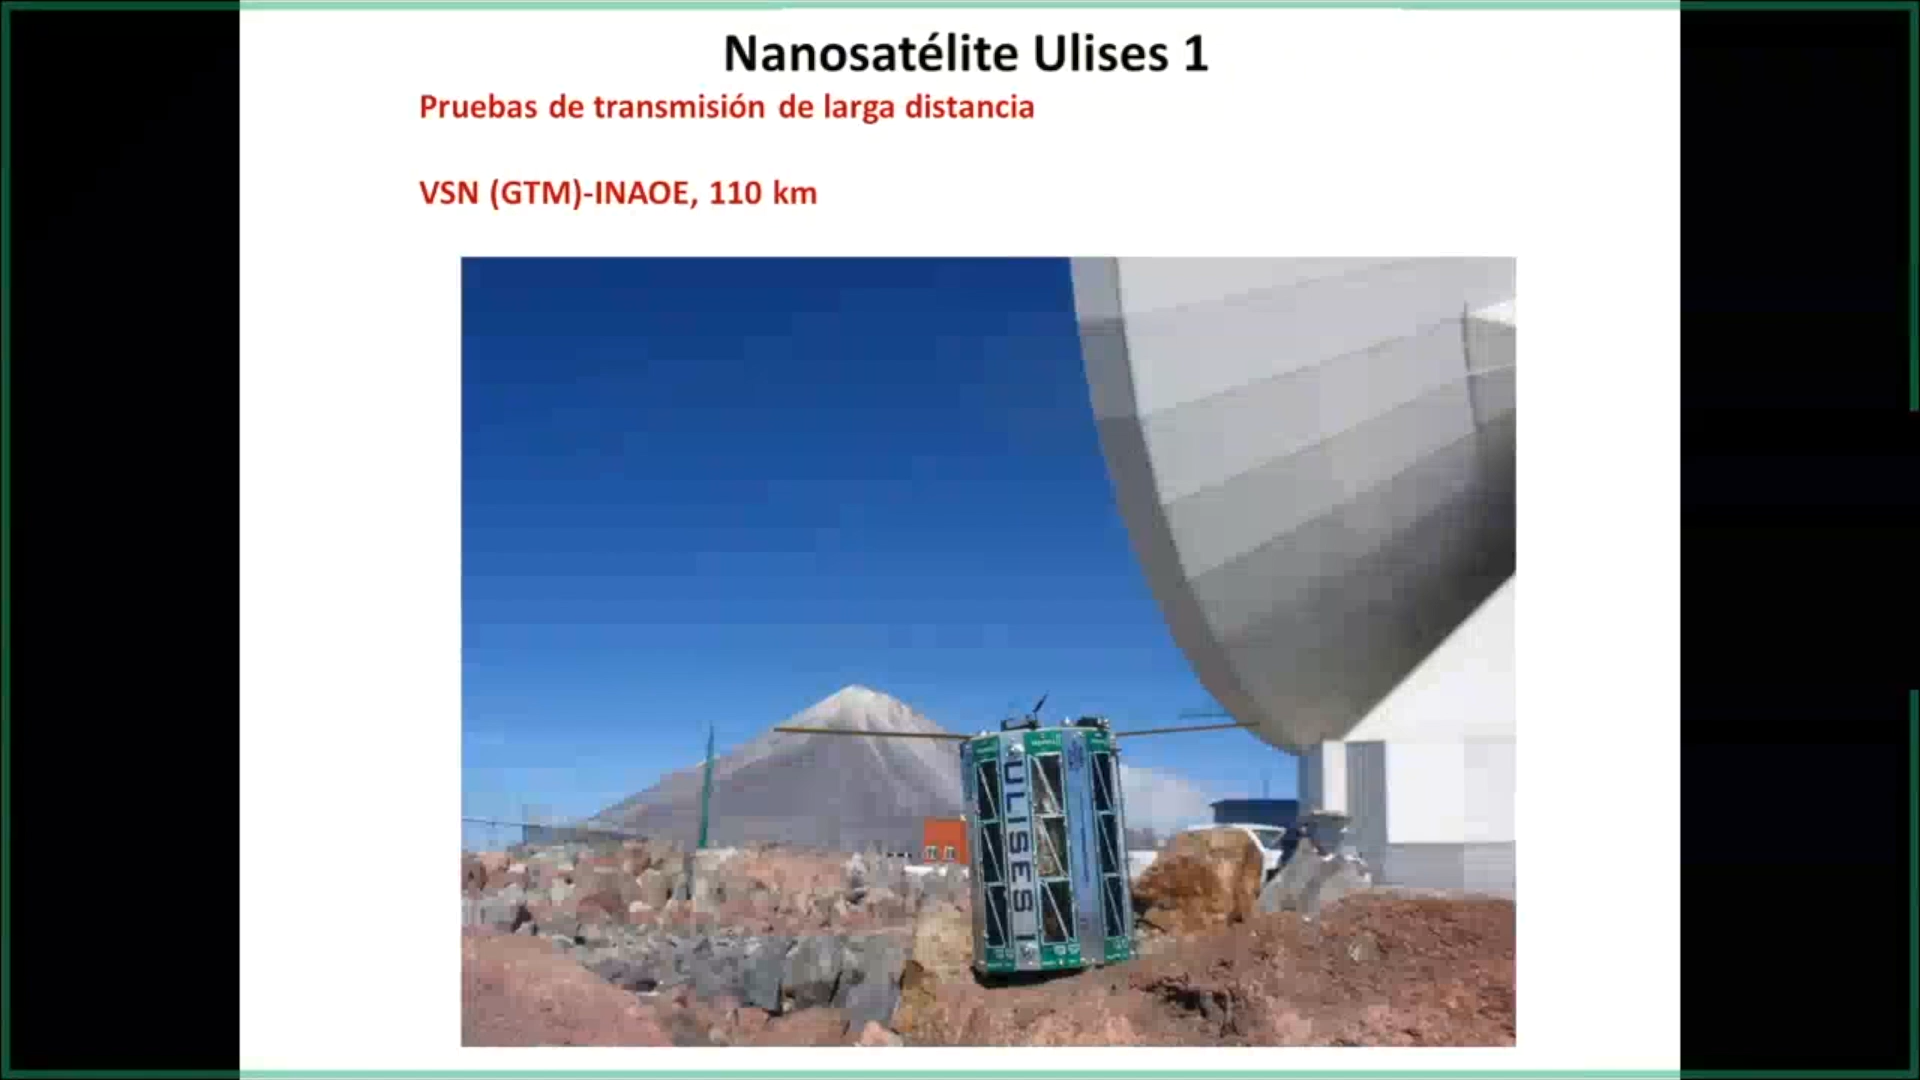 Nanosatélite Ulises 1
Pruebas de transmisión de larga distancia
VSN (GTM)-INAOE, 110 km
ULISES I